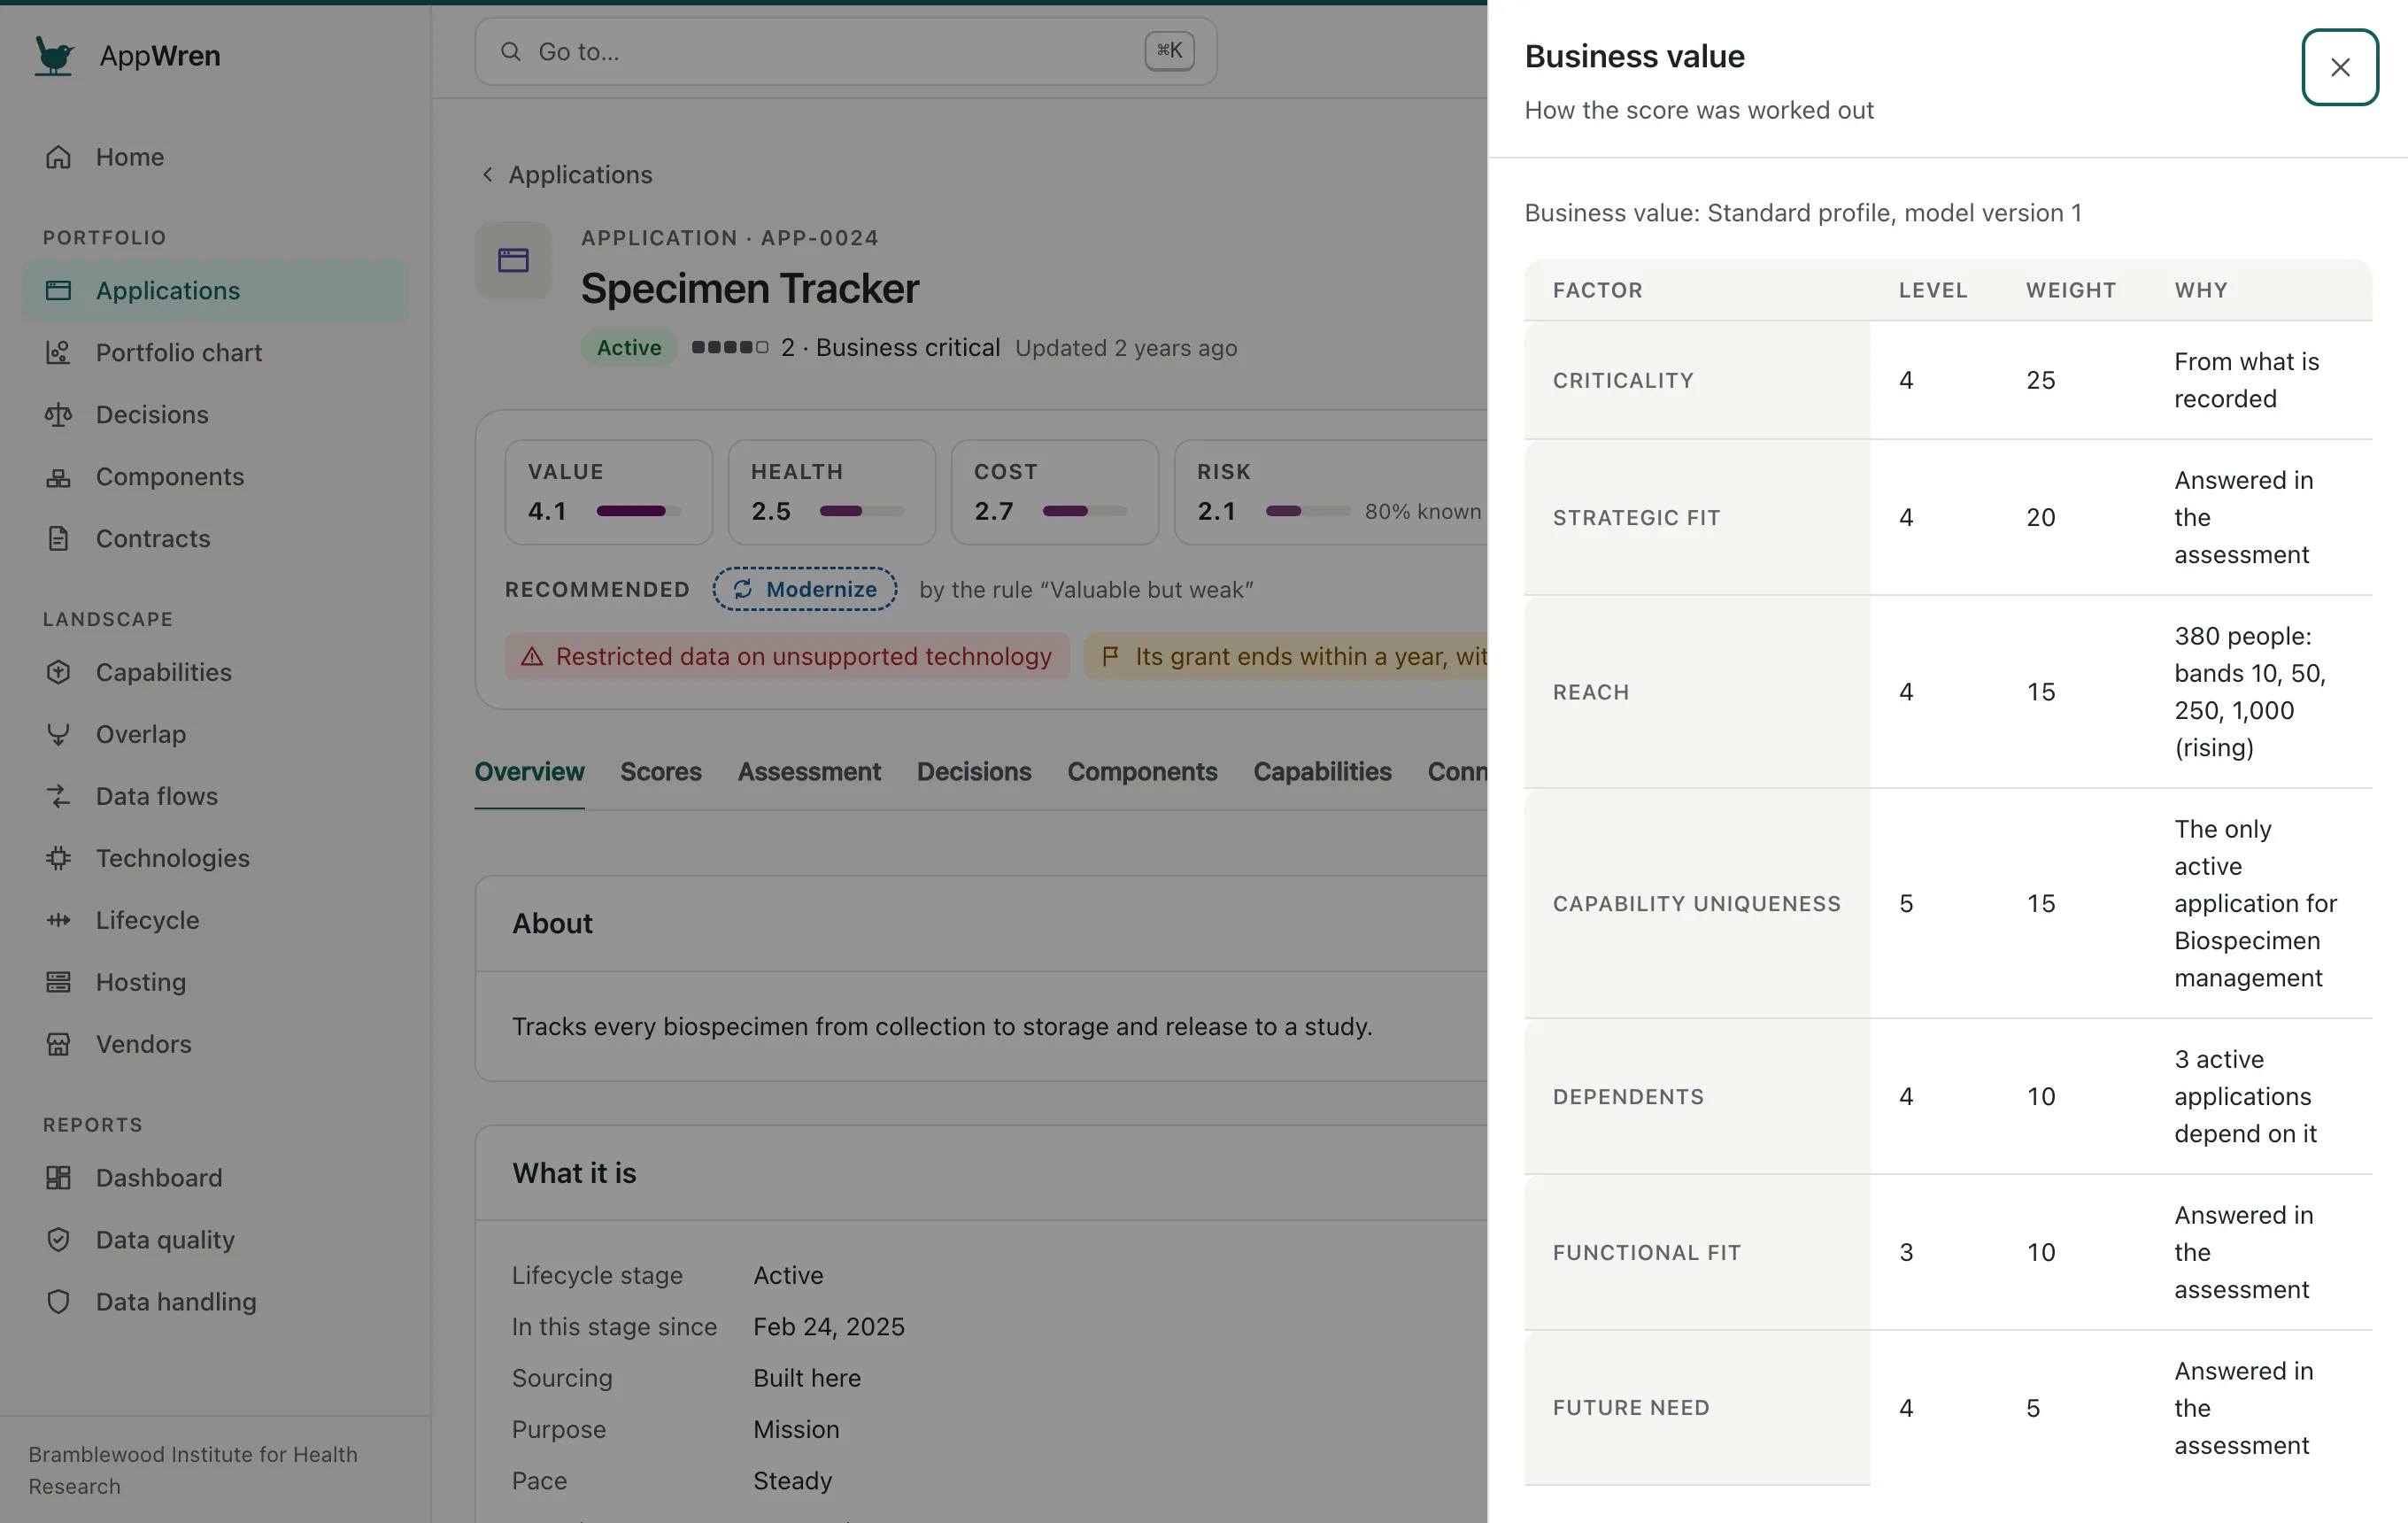 AppWren
Go to...
⌘K
Home
PORTFOLIO
Applications
Portfolio chart
Decisions
Components
Contracts
LANDSCAPE
Capabilities
Overlap
Data flows
Technologies
Lifecycle
Hosting
Vendors
REPORTS
Dashboard
Data quality
Data handling
Bramblewood Institute for Health
Research
Applications
APPLICATION · APP-0024
Specimen Tracker
Active 2 · Business critical Updated 2 years ago
VALUE
4.1
HEALTH
2.5
COST
2.7
RISK
2.1 80% known
RECOMMENDED Modernize by the rule “Valuable but weak”
Restricted data on unsupported technology
Its grant ends within a year, wit
Overview Scores Assessment Decisions Components Capabilities Conn
About
Tracks every biospecimen from collection to storage and release to a study.
What it is
Lifecycle stage Active
In this stage since Feb 24, 2025
Sourcing Built here
Purpose Mission
Pace Steady
Business value
How the score was worked out
Business value: Standard profile, model version 1
FACTOR LEVEL WEIGHT WHY
CRITICALITY 4 25 From what is
recorded
STRATEGIC FIT 4 20 Answered in
the
assessment
REACH 4 15 380 people:
bands 10, 50,
250, 1,000
(rising)
CAPABILITY UNIQUENESS 5 15 The only
active
application for
Biospecimen
management
DEPENDENTS 4 10 3 active
applications
depend on it
FUNCTIONAL FIT 3 10 Answered in
the
assessment
FUTURE NEED 4 5 Answered in
the
assessment